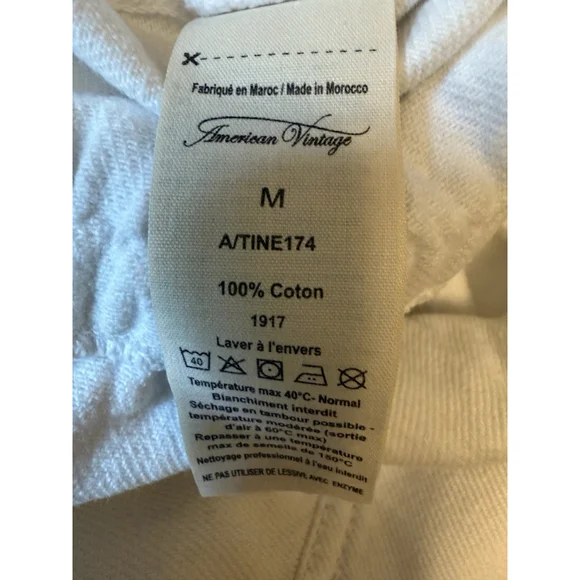 Fabriqué en Maroc / Made in Morocco
American Vintage
M
A/TINE174
100% Coton
1917
Laver à l'envers
40
Température max 40°C- Normal
Bianchiment interdit
Séchage en tambour possible -
température modérée (sortie
d'air à 60°C max)
Repasser à une température
max de semelle de 150°C
Nettoyage professionnel à l'eau interdit
NE PAS UTILISER DE LESSIVE AVEC ENZYME